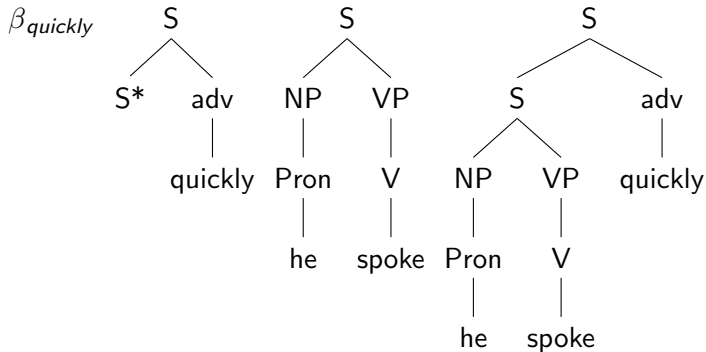 β_quickly S S S
S* adv NP VP S adv
quickly Pron V NP VP quickly
he spoke Pron V
he spoke